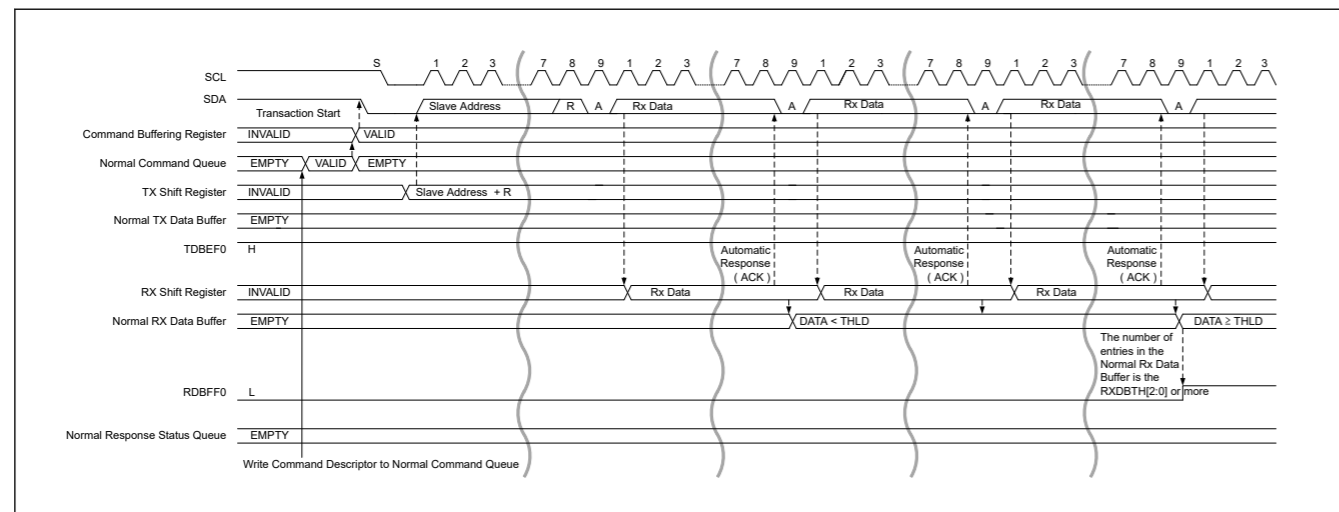 S 1 2 3 7 8 9 1 2 3 7 8 9 1 2 3 7 8 9 1 2 3 7 8 9 1 2 3
SCL
SDA Transaction Start Slave Address R A Rx Data A Rx Data A Rx Data A
Command Buffering Register INVALID VALID
Normal Command Queue EMPTY VALID EMPTY
TX Shift Register INVALID Slave Address + R
Normal TX Data Buffer EMPTY
TDBEF0 H
Automatic Response ( ACK )
Automatic Response ( ACK )
Automatic Response ( ACK )
RX Shift Register INVALID Rx Data Rx Data Rx Data
Normal RX Data Buffer EMPTY DATA < THLD DATA ≥ THLD
The number of
entries in the
Normal Rx Data
Buffer is the
RXDBTH[2:0] or more
RDBFF0 L
Normal Response Status Queue EMPTY
Write Command Descriptor to Normal Command Queue